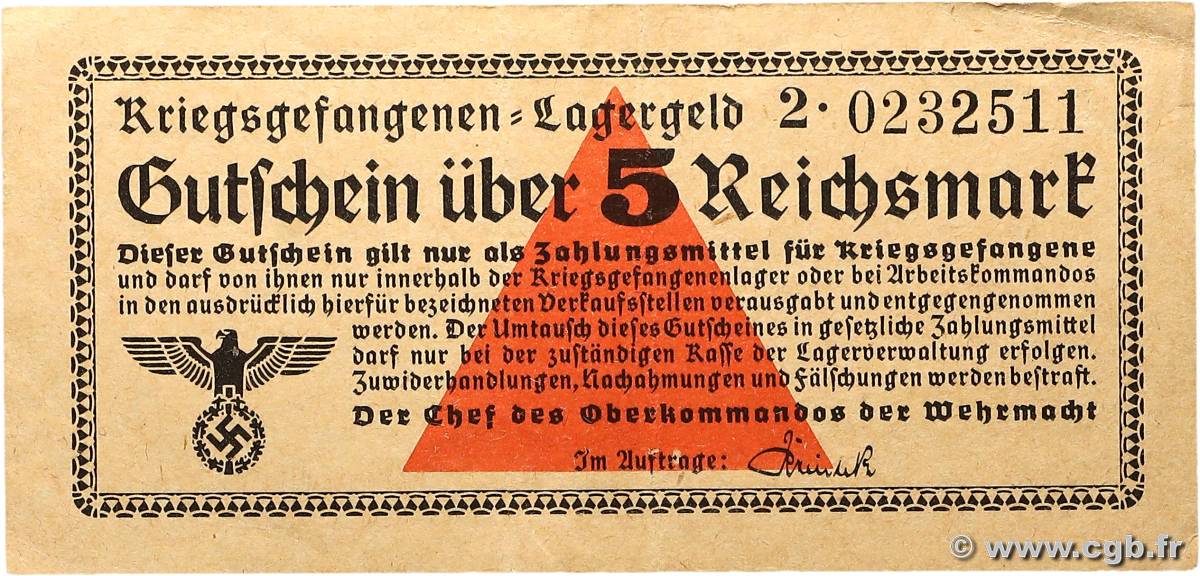 Kriegsgefangenen=Lagergeld 2·0232511
Gutschein über 5 Reichsmark
Dieser Gutschein gilt nur als Zahlungsmittel für Kriegsgefangene
und darf von ihnen nur innerhalb der Kriegsgefangenenlager oder bei Arbeitskommandos
in den ausdrücklich hierfür bezeichneten Verkaufsstellen verausgabt und entgegengenommen
werden. Der Umtausch dieses Gutscheines in gesetzliche Zahlungsmittel
darf nur bei der zuständigen Kasse der Lagerverwaltung erfolgen.
Zuwiderhandlungen, Nachahmungen und Fälschungen werden bestraft.
Der Chef des Oberkommandos der Wehrmacht
Im Auftrage:
© www.cgb.fr